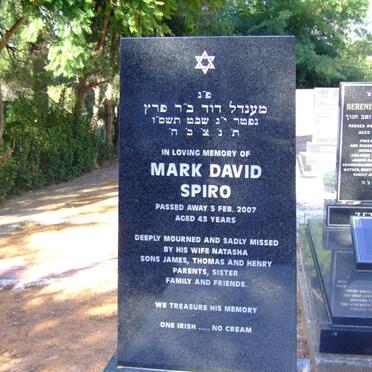 פ״נ
מענדל דוד ב״ר פרץ
נפטר י״ג שבט תשס״ז
ת׳ נ׳ צ׳ ב׳ ה׳
IN LOVING MEMORY OF
MARK DAVID
SPIRO
PASSED AWAY 5 FEB. 2007
AGED 43 YEARS
DEEPLY MOURNED AND SADLY MISSED
BY HIS WIFE NATASHA
SONS JAMES, THOMAS AND HENRY
PARENTS, SISTER
FAMILY AND FRIENDS.
WE TREASURE HIS MEMORY
ONE IRISH ..... NO CREAM